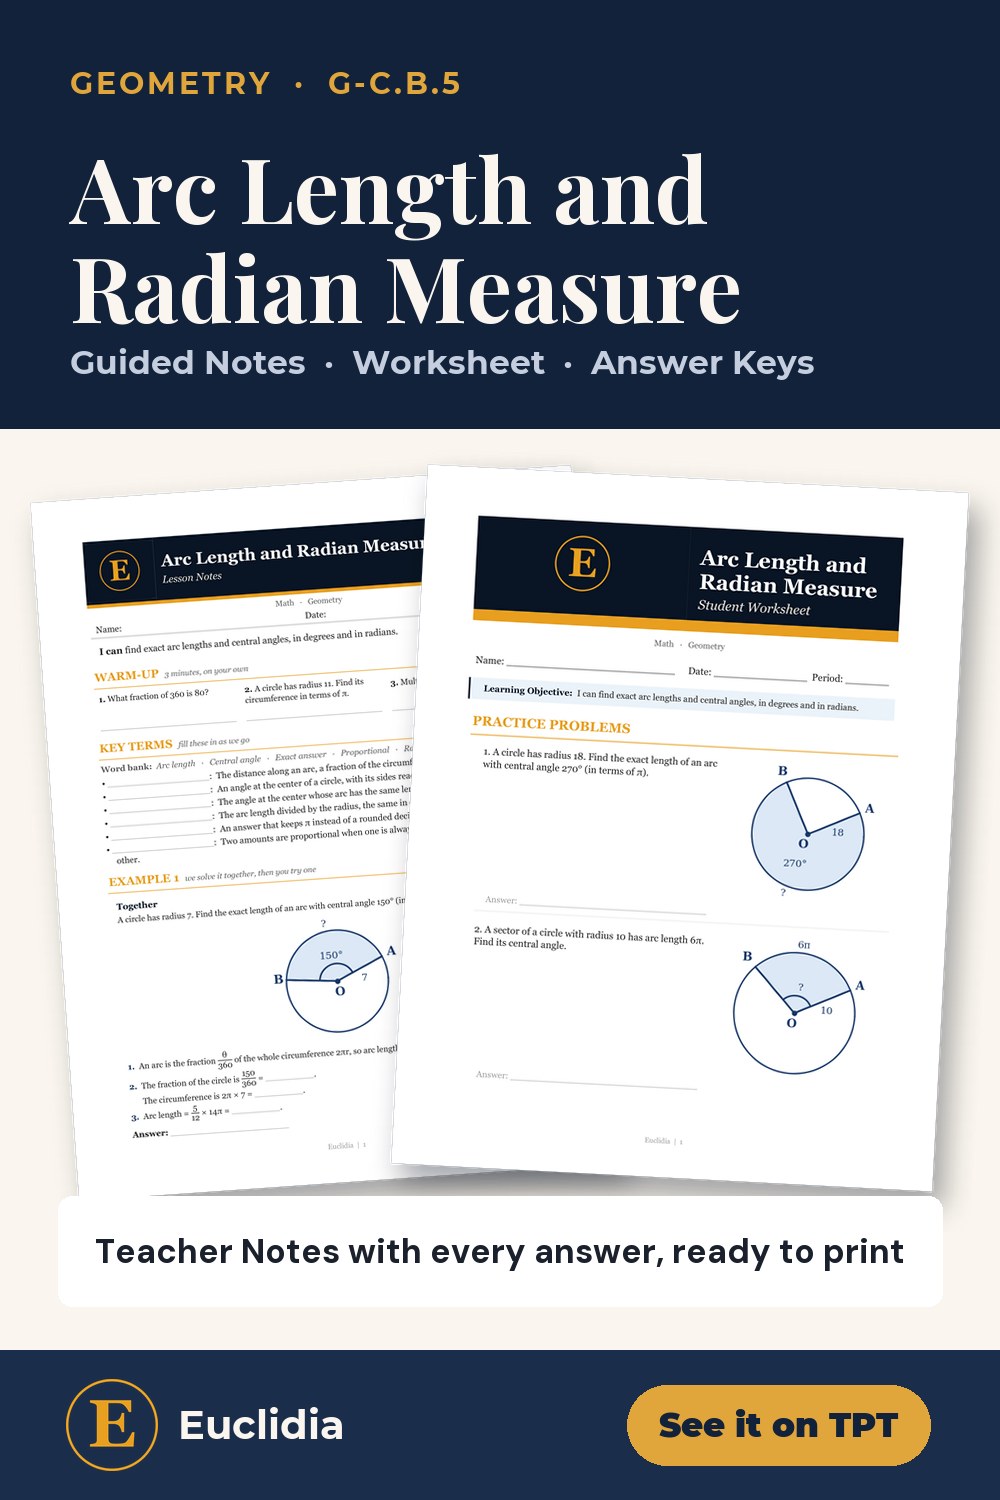 GEOMETRY · G-C.B.5
Arc Length and
Radian Measure
Guided Notes · Worksheet · Answer Keys
E
Arc Length and Radian Measur
Lesson Notes
Math · Geometry
Name:
Date:
I can find exact arc lengths and central angles, in degrees and in radians.
WARM-UP 3 minutes, on your own
1. What fraction of 360 is 80?
2. A circle has radius 11. Find its
circumference in terms of π.
3. Mul
KEY TERMS fill these in as we go
Word bank: Arc length · Central angle · Exact answer · Proportional · Ra
• : The distance along an arc, a fraction of the circumf
• : An angle at the center of a circle, with its sides rea
• : The angle at the center whose arc has the same le
• : The arc length divided by the radius, the same in
• : An answer that keeps π instead of a rounded deci
• : Two amounts are proportional when one is alwa
other.
EXAMPLE 1 we solve it together, then you try one
Together
A circle has radius 7. Find the exact length of an arc with central angle 150° (in
?
150°
A
B
7
O
1. An arc is the fraction θ/360 of the whole circumference 2πr, so arc length
2. The fraction of the circle is 150/360 = .
The circumference is 2π × 7 = .
3. Arc length = 5/12 × 14π = .
Answer:
Euclidia | 1
E
Arc Length and
Radian Measure
Student Worksheet
Math · Geometry
Name: Date: Period:
Learning Objective: I can find exact arc lengths and central angles, in degrees and in radians.
PRACTICE PROBLEMS
1. A circle has radius 18. Find the exact length of an arc
with central angle 270° (in terms of π).
B
A
18
O
270°
?
Answer:
2. A sector of a circle with radius 10 has arc length 6π.
Find its central angle.
6π
B
A
?
10
O
Answer:
Euclidia | 1
Teacher Notes with every answer, ready to print
E
Euclidia
See it on TPT